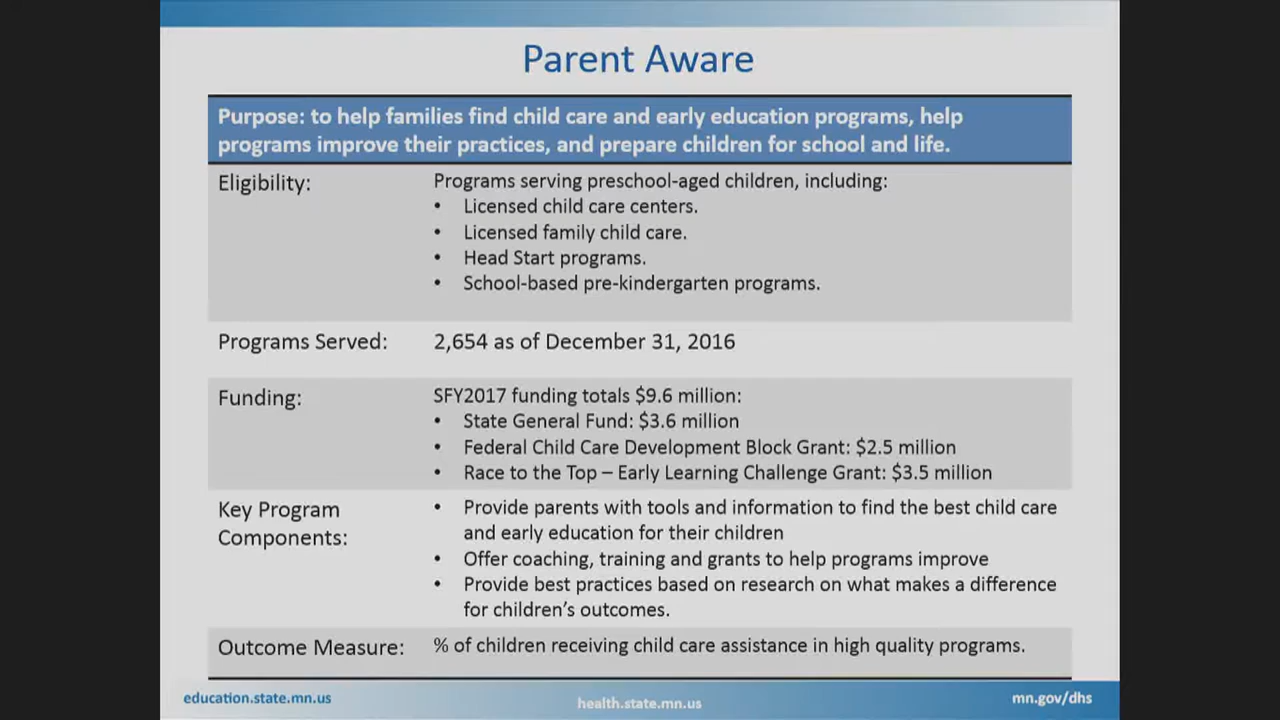 Parent Aware
Purpose: to help families find child care and early education programs, help
programs improve their practices, and prepare children for school and life.
Eligibility:
Programs serving preschool-aged children, including:
• Licensed child care centers.
• Licensed family child care.
• Head Start programs.
• School-based pre-kindergarten programs.
Programs Served:
2,654 as of December 31, 2016
Funding:
SFY2017 funding totals $9.6 million:
• State General Fund: $3.6 million
• Federal Child Care Development Block Grant: $2.5 million
• Race to the Top – Early Learning Challenge Grant: $3.5 million
Key Program
Components:
• Provide parents with tools and information to find the best child care
and early education for their children
• Offer coaching, training and grants to help programs improve
• Provide best practices based on research on what makes a difference
for children's outcomes.
Outcome Measure:
% of children receiving child care assistance in high quality programs.
education.state.mn.us
health.state.mn.us
mn.gov/dhs